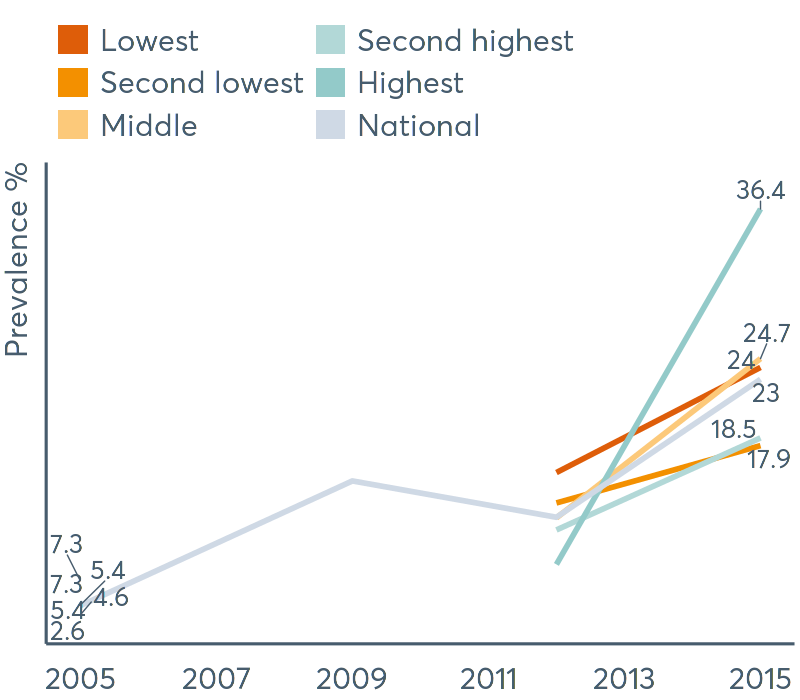 Lowest
Second lowest
Middle
Second highest
Highest
National
Prevalence %
36.4
24.7
24
23
18.5
17.9
7.3
5.4
7.3
4.6
5.4
2.6
2005 2007 2009 2011 2013 2015